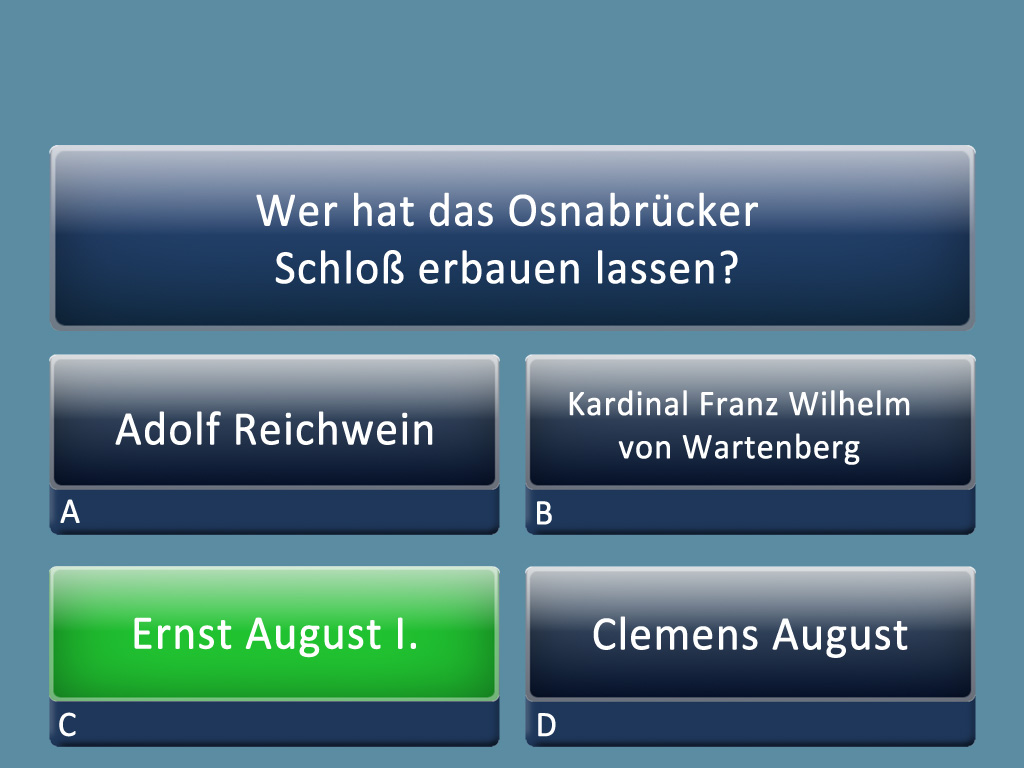 Wer hat das Osnabrücker
Schloß erbauen lassen?
Adolf Reichwein
A
Kardinal Franz Wilhelm
von Wartenberg
B
Ernst August I.
C
Clemens August
D